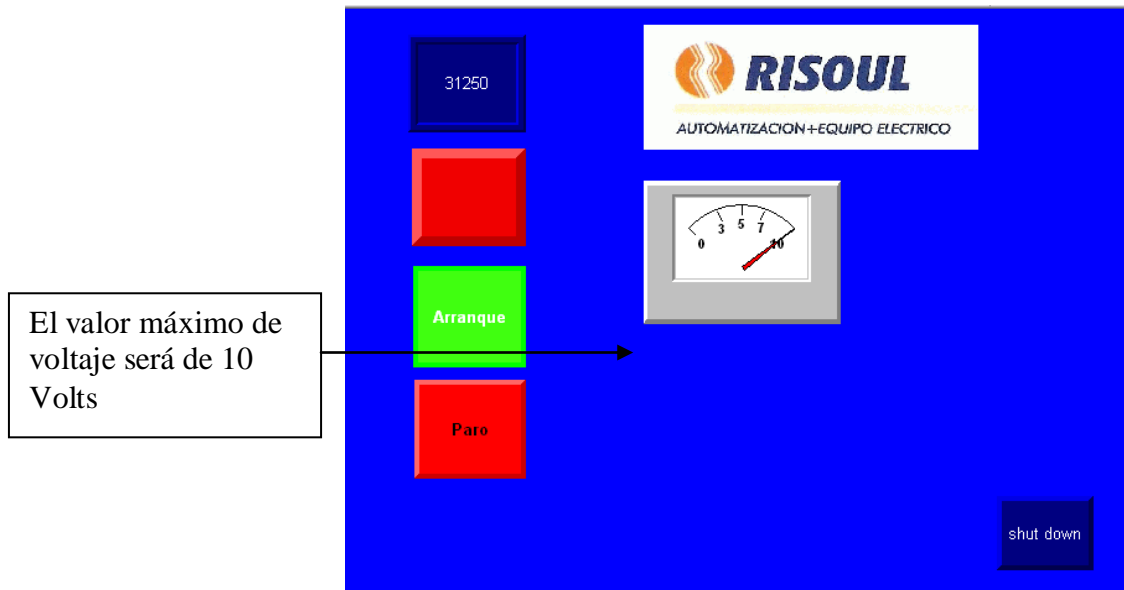 31250
RISOUL
AUTOMATIZACION+EQUIPO ELECTRICO
0 3 5 7 10
Arranque
El valor máximo de
voltaje será de 10
Volts
Paro
shut down